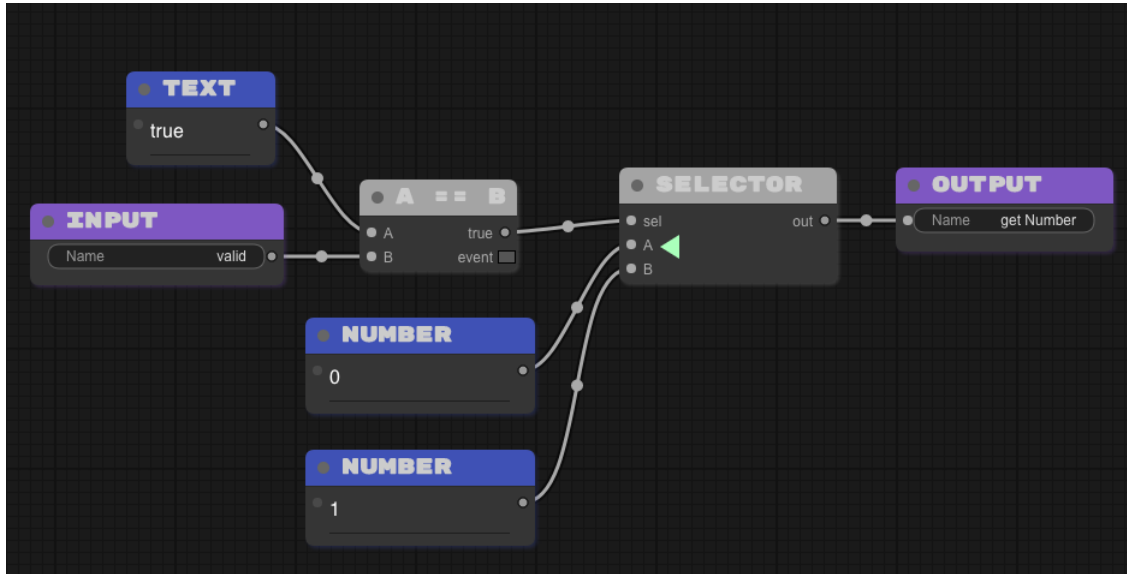 TEXT
true
INPUT
Name valid
A == B
A true
B event
SELECTOR
sel out
A
B
OUTPUT
Name get Number
NUMBER
0
NUMBER
1